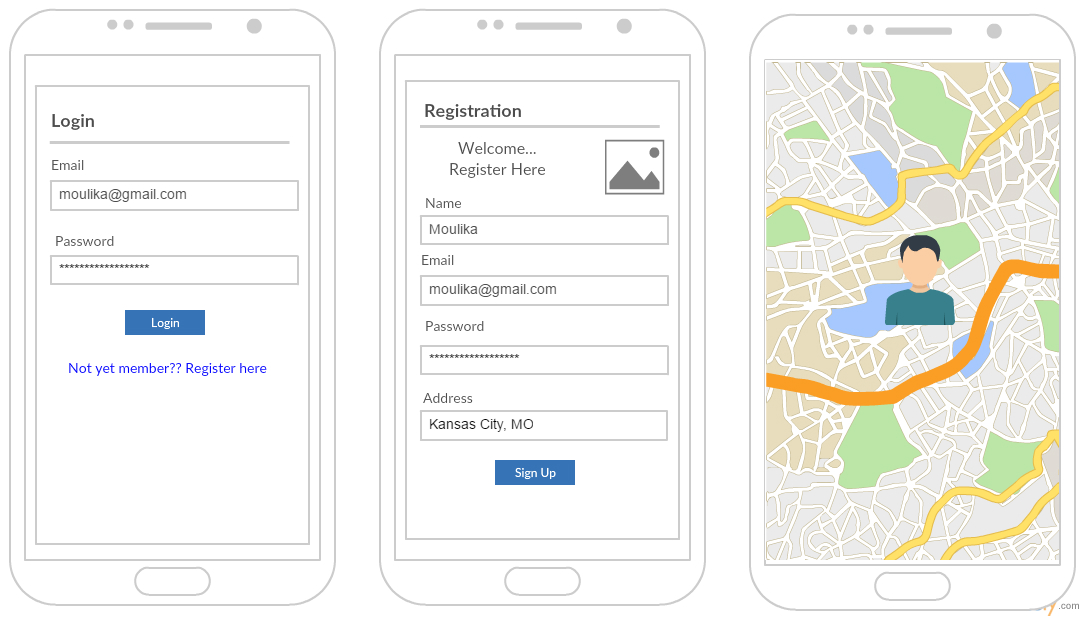 Login
Email
moulika@gmail.com
Password
******************
Login
Not yet member?? Register here
Registration
Welcome...
Register Here
Name
Moulika
Email
moulika@gmail.com
Password
******************
Address
Kansas City, MO
Sign Up
.com